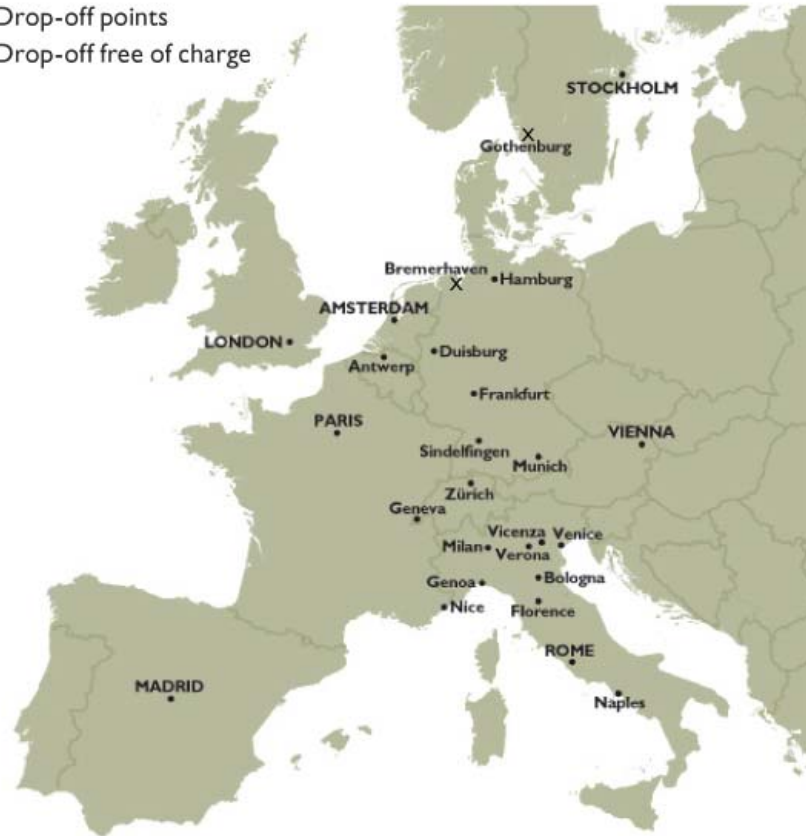 Drop-off points
Drop-off free of charge
STOCKHOLM
X
Gothenburg
Bremerhaven
X
Hamburg
AMSTERDAM
LONDON
Duisburg
Antwerp
Frankfurt
PARIS
VIENNA
Sindelfingen
Munich
Zürich
Geneva
Vicenza
Venice
Milan
Verona
Genoa
Bologna
Nice
Florence
ROME
MADRID
Naples